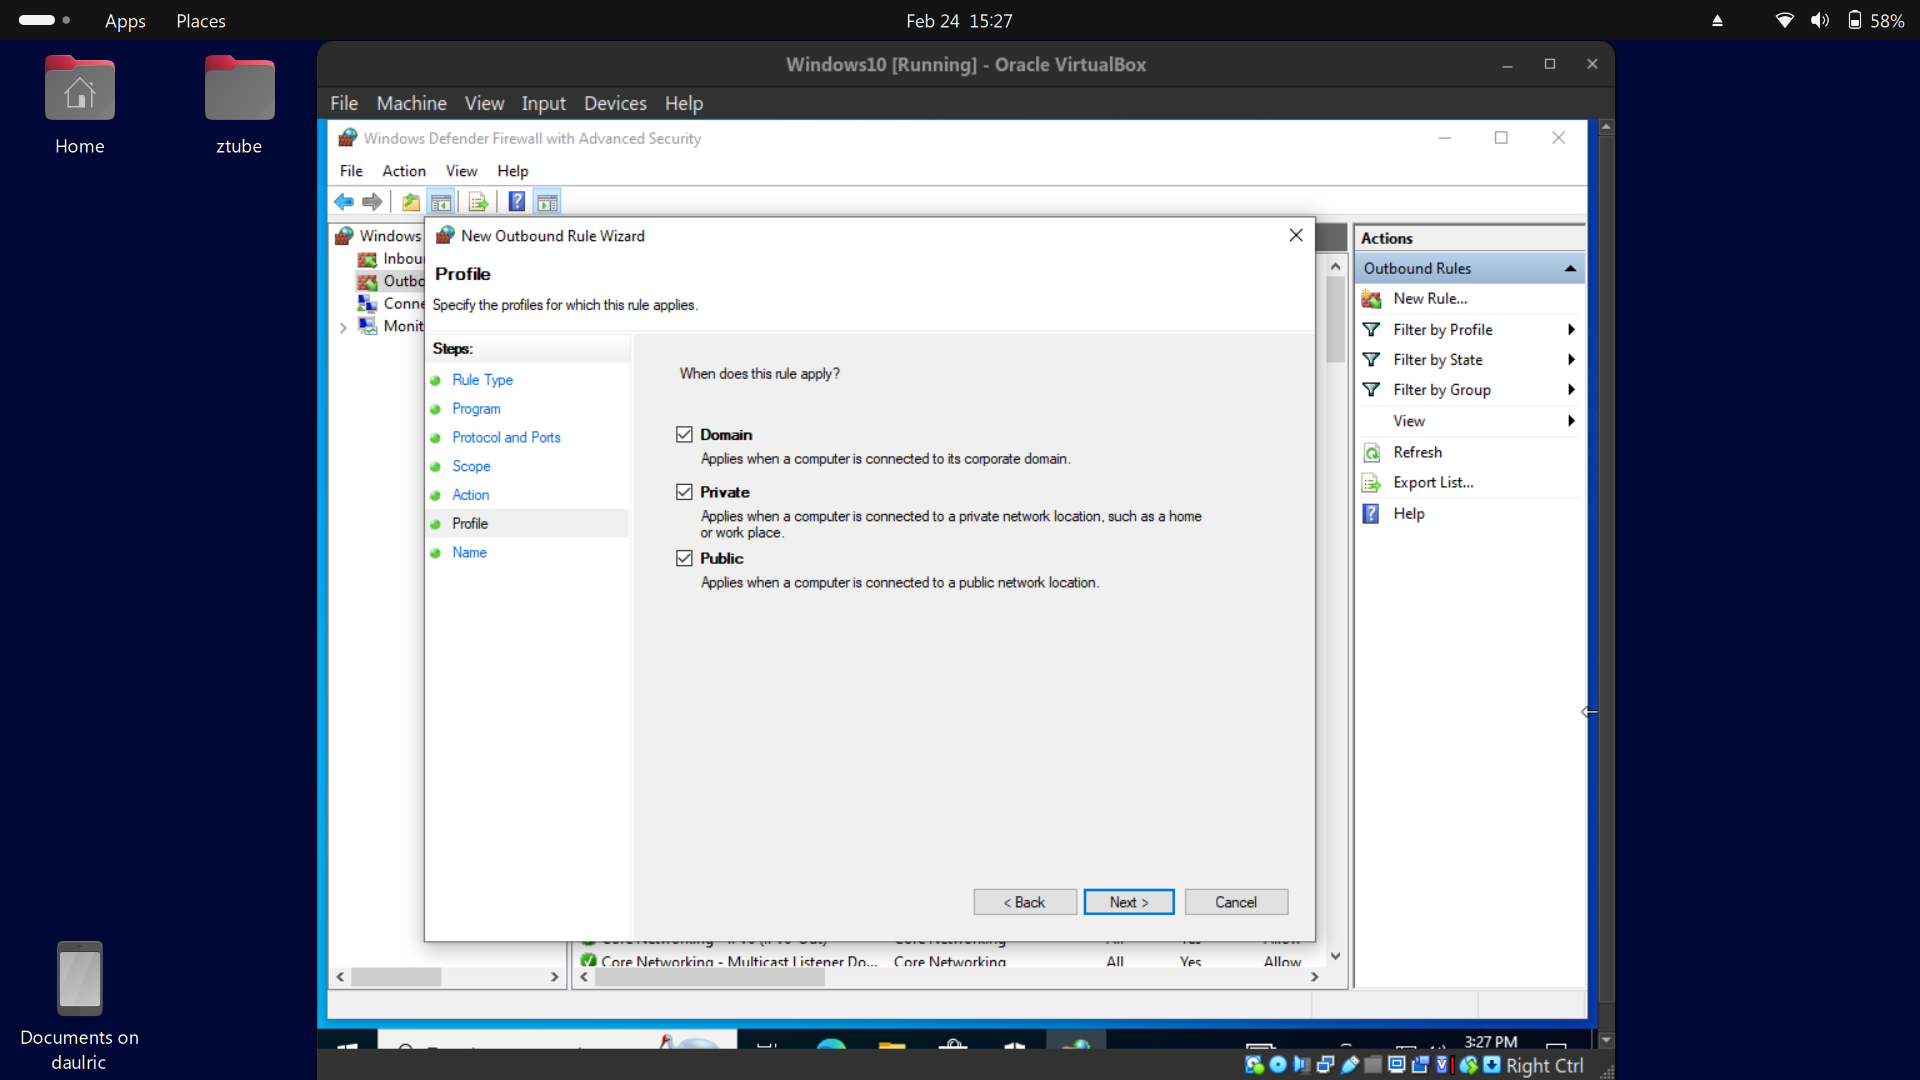 Apps
Places
Feb 24 15:27
58%
Home
ztube
Documents on
daulric
Windows10 [Running] - Oracle VirtualBox
File Machine View Input Devices Help
Windows Defender Firewall with Advanced Security
File Action View Help
Windows
Inbou
Outbo
Conne
Monit
New Outbound Rule Wizard
Profile
Specify the profiles for which this rule applies.
Steps:
Rule Type
Program
Protocol and Ports
Scope
Action
Profile
Name
When does this rule apply?
Domain
Applies when a computer is connected to its corporate domain.
Private
Applies when a computer is connected to a private network location, such as a home
or work place.
Public
Applies when a computer is connected to a public network location.
< Back
Next >
Cancel
Core Networking - Multicast Listener Do... Core Networking All Yes Allow
Actions
Outbound Rules
New Rule...
Filter by Profile
Filter by State
Filter by Group
View
Refresh
Export List...
Help
3:27 PM
Right Ctrl